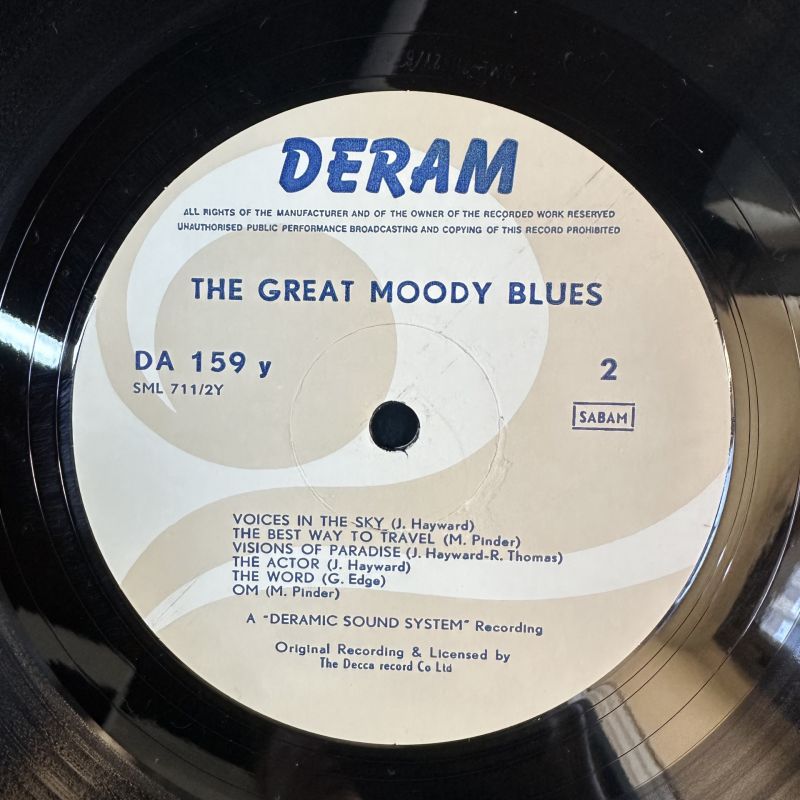 DERAM
ALL RIGHTS OF THE MANUFACTURER AND OF THE OWNER OF THE RECORDED WORK RESERVED
UNAUTHORISED PUBLIC PERFORMANCE BROADCASTING AND COPYING OF THIS RECORD PROHIBITED
THE GREAT MOODY BLUES
DA 159 y
2
SML 711/2Y
SABAM
VOICES IN THE SKY (J. Hayward)
THE BEST WAY TO TRAVEL (M. Pinder)
VISIONS OF PARADISE (J. Hayward-R. Thomas)
THE ACTOR (J. Hayward)
THE WORD (G. Edge)
OM (M. Pinder)
A "DERAMIC SOUND SYSTEM" Recording
Original Recording & Licensed by
The Decca record Co Ltd